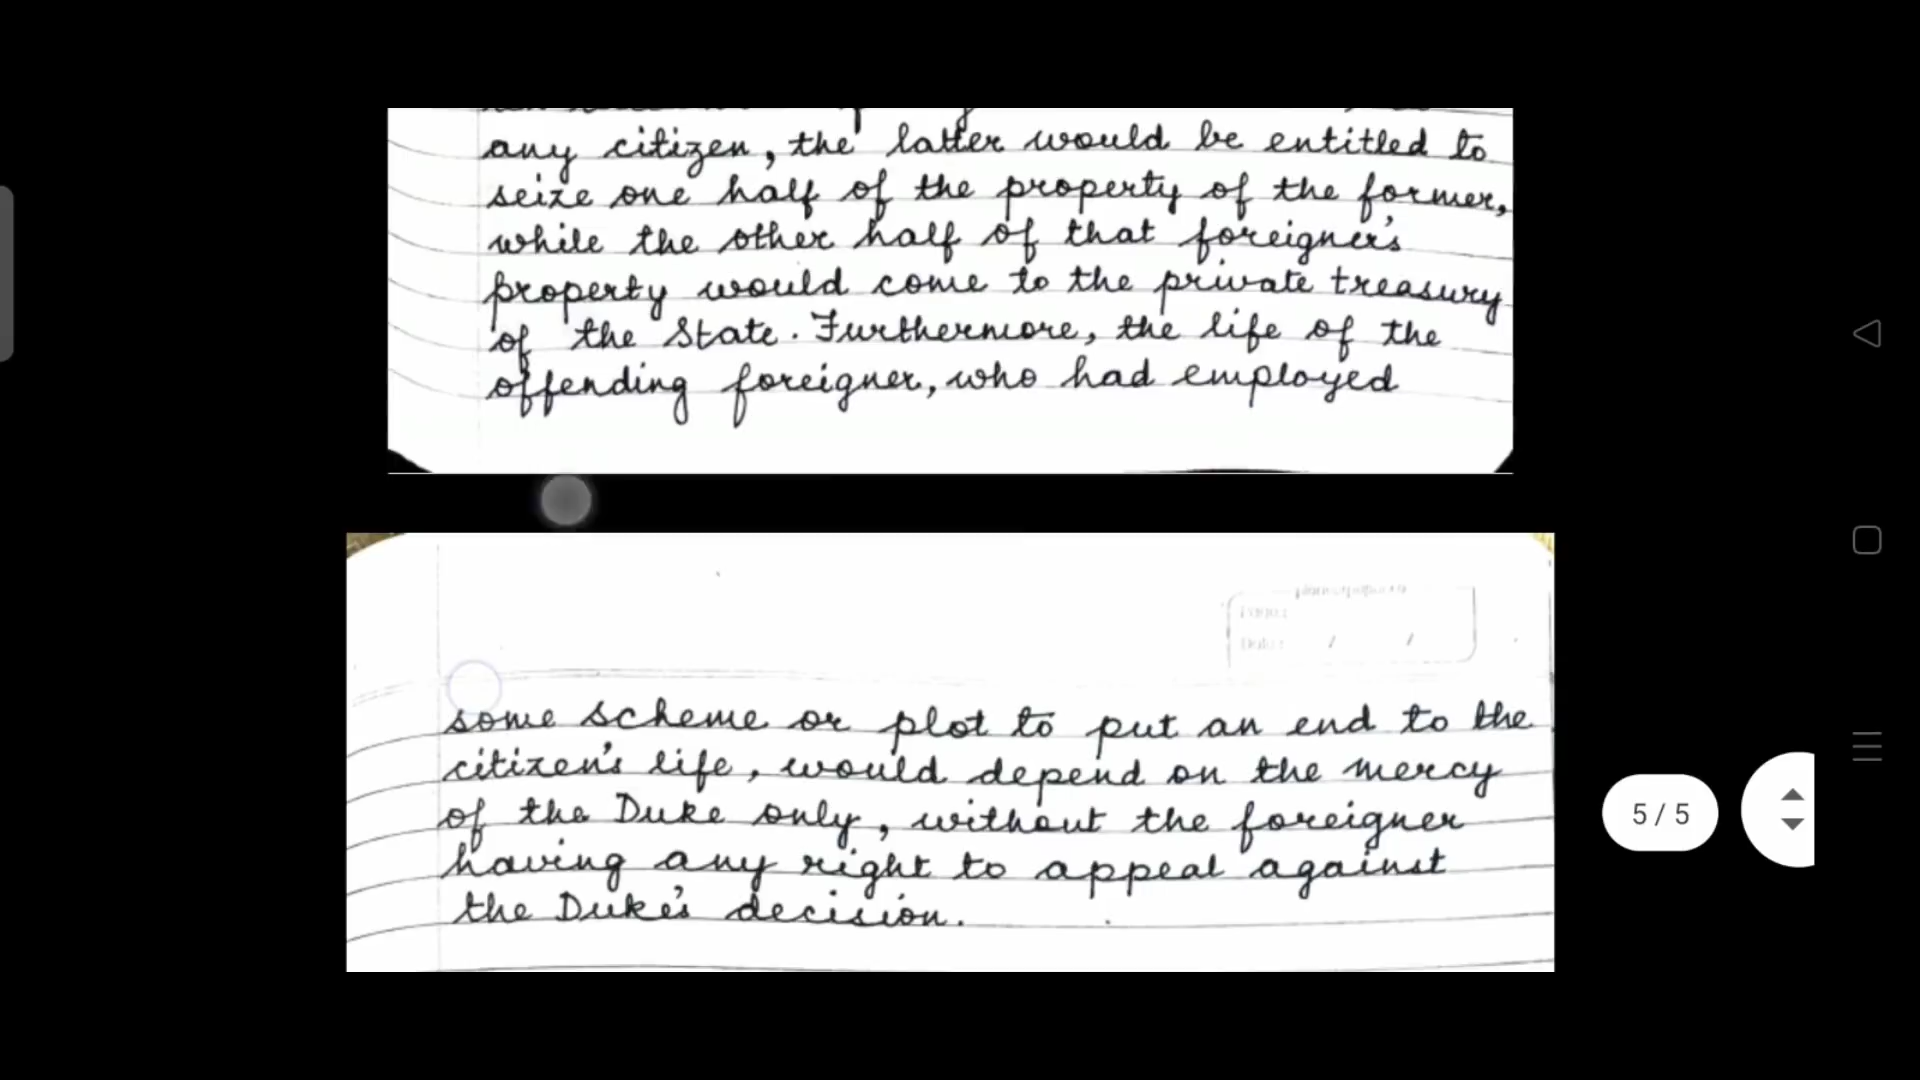 any citizen, the latter would be entitled to
seize one half of the property of the former,
while the other half of that foreigner's
property would come to the private treasury
of the State. Furthermore, the life of the
offending foreigner, who had employed
Date: / /
some scheme or plot to put an end to the
citizen's life, would depend on the mercy
of the Duke only, without the foreigner
having any right to appeal against
the Duke's decision.
5/5